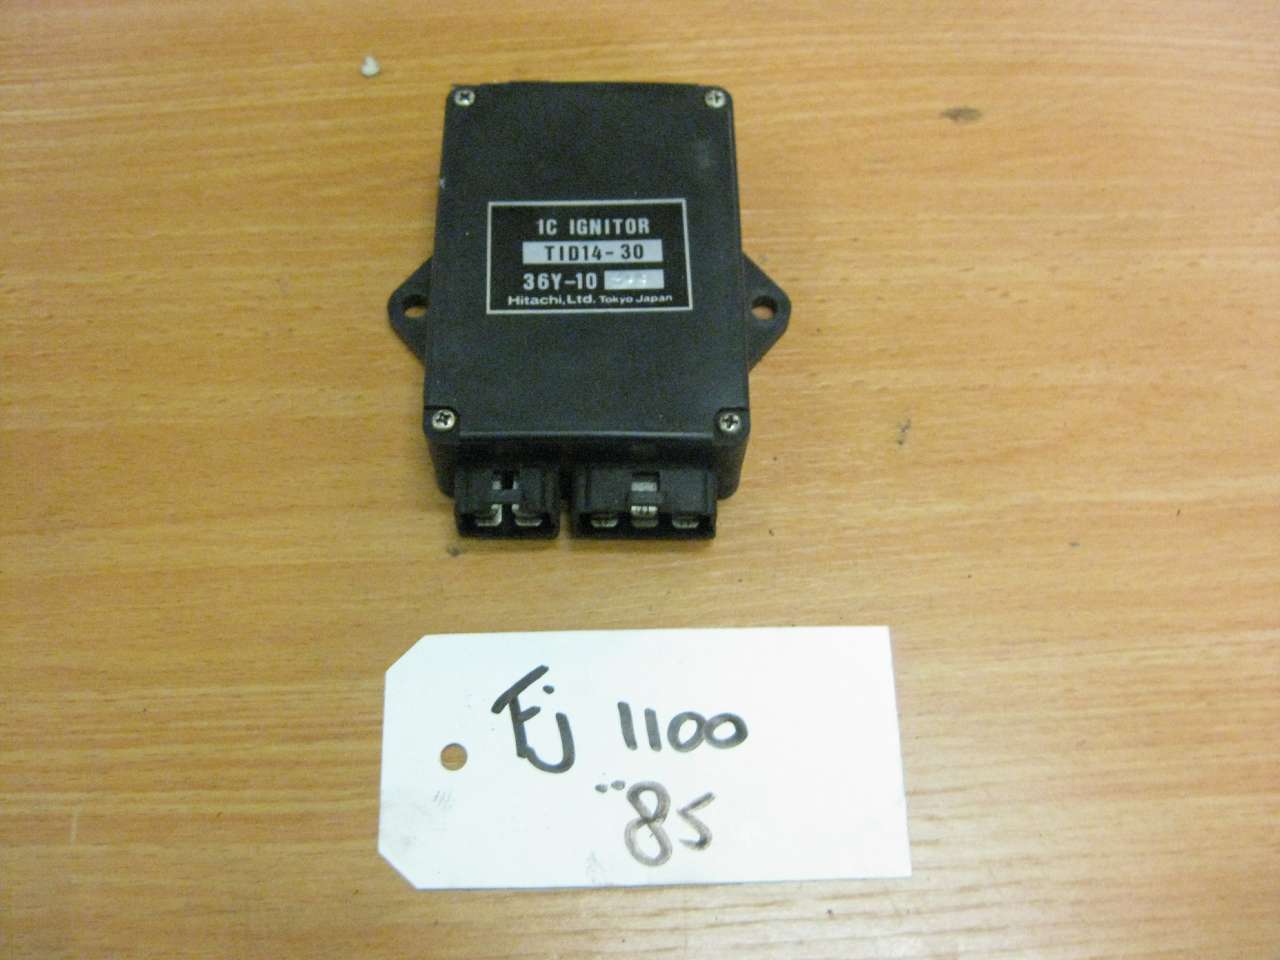 IC IGNITOR
TID14-30
36Y-10
Hitachi, Ltd. Tokyo Japan
FJ 1100
85